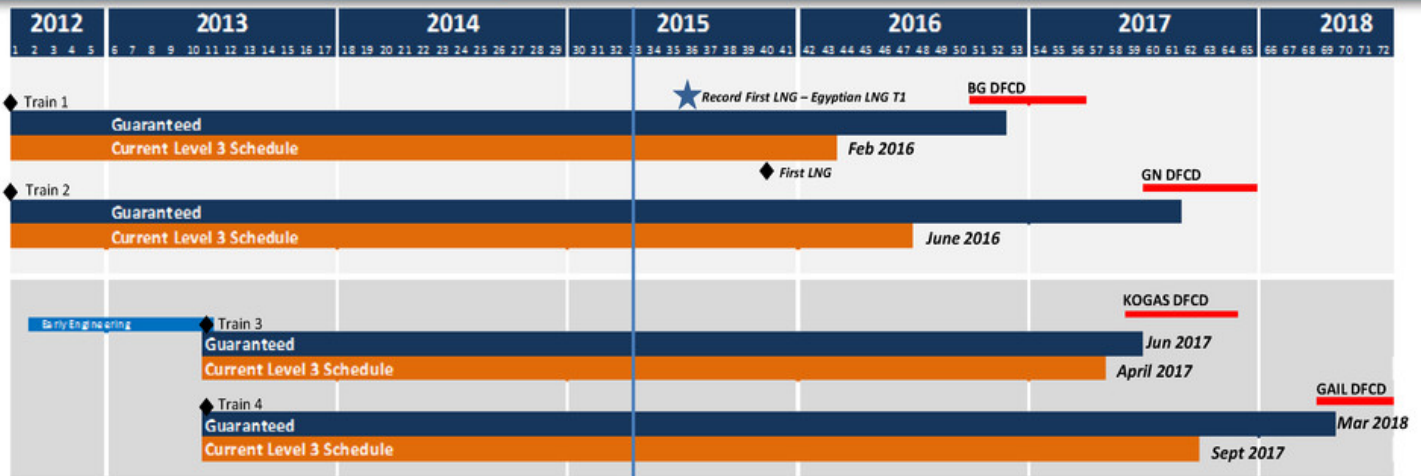 2012 2013 2014 2015 2016 2017 2018
1 2 3 4 5 6 7 8 9 10 11 12 13 14 15 16 17 18 19 20 21 22 23 24 25 26 27 28 29 30 31 32 33 34 35 36 37 38 39 40 41 42 43 44 45 46 47 48 49 50 51 52 53 54 55 56 57 58 59 60 61 62 63 64 65 66 67 68 69 70 71 72
BG DFCD
Train 1
Record First LNG – Egyptian LNG T1
Guaranteed
Current Level 3 Schedule
Feb 2016
First LNG
GN DFCD
Train 2
Guaranteed
Current Level 3 Schedule
June 2016
KOGAS DFCD
Early Engineering
Train 3
Guaranteed
Jun 2017
Current Level 3 Schedule
April 2017
GAIL DFCD
Train 4
Guaranteed
Mar 2018
Current Level 3 Schedule
Sept 2017